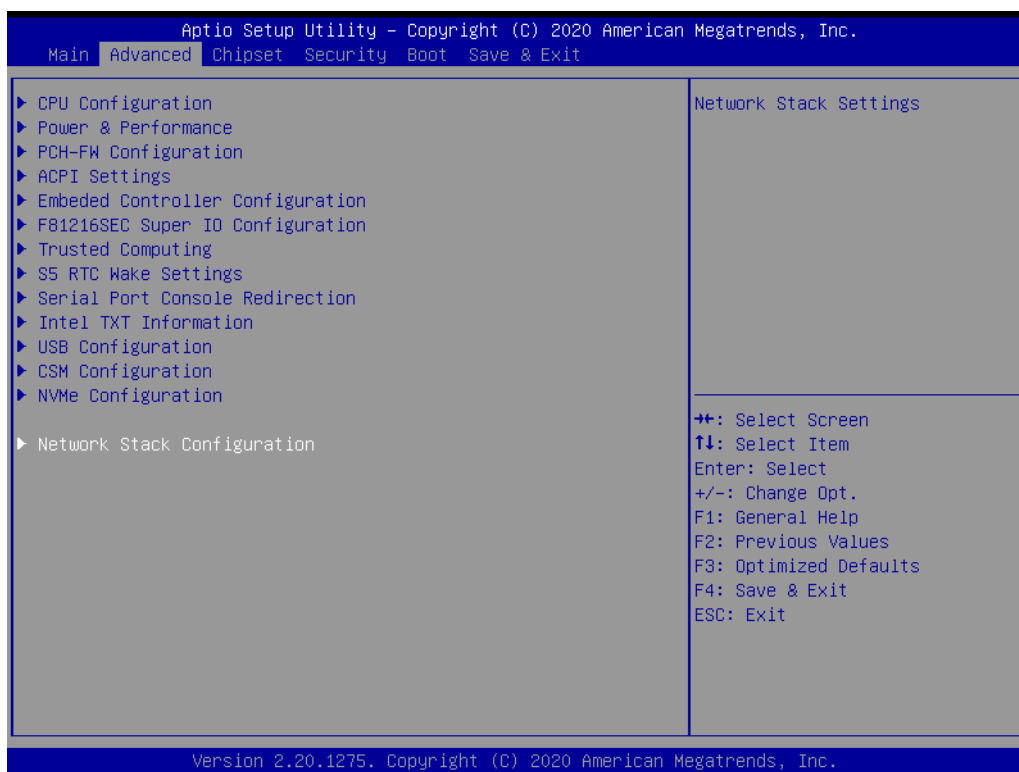 Aptio Setup Utility – Copyright (C) 2020 American Megatrends, Inc.
Main Advanced Chipset Security Boot Save & Exit
▶ CPU Configuration
▶ Power & Performance
▶ PCH-FW Configuration
▶ ACPI Settings
▶ Embeded Controller Configuration
▶ F81216SEC Super IO Configuration
▶ Trusted Computing
▶ S5 RTC Wake Settings
▶ Serial Port Console Redirection
▶ Intel TXT Information
▶ USB Configuration
▶ CSM Configuration
▶ NVMe Configuration
▶ Network Stack Configuration
Network Stack Settings
→←: Select Screen
↑↓: Select Item
Enter: Select
+/-: Change Opt.
F1: General Help
F2: Previous Values
F3: Optimized Defaults
F4: Save & Exit
ESC: Exit
Version 2.20.1275. Copyright (C) 2020 American Megatrends, Inc.